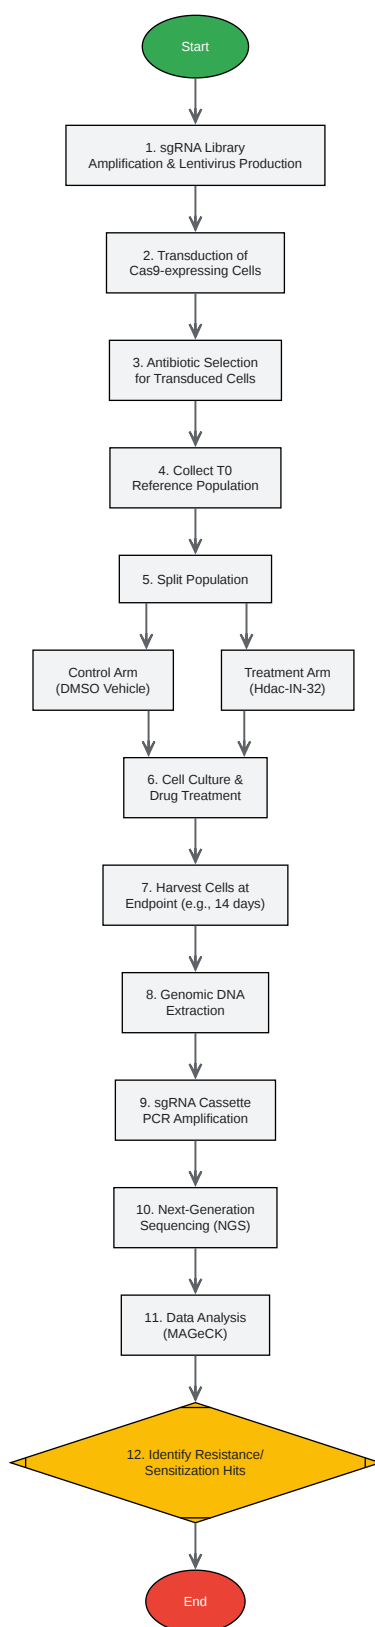 Start
1. sgRNA Library
Amplification & Lentivirus Production
2. Transduction of
Cas9-expressing Cells
3. Antibiotic Selection
for Transduced Cells
4. Collect T0
Reference Population
5. Split Population
Control Arm
(DMSO Vehicle)
Treatment Arm
(Hdac-IN-32)
6. Cell Culture &
Drug Treatment
7. Harvest Cells at
Endpoint (e.g., 14 days)
8. Genomic DNA
Extraction
9. sgRNA Cassette
PCR Amplification
10. Next-Generation
Sequencing (NGS)
11. Data Analysis
(MAGeCK)
12. Identify Resistance/
Sensitization Hits
End